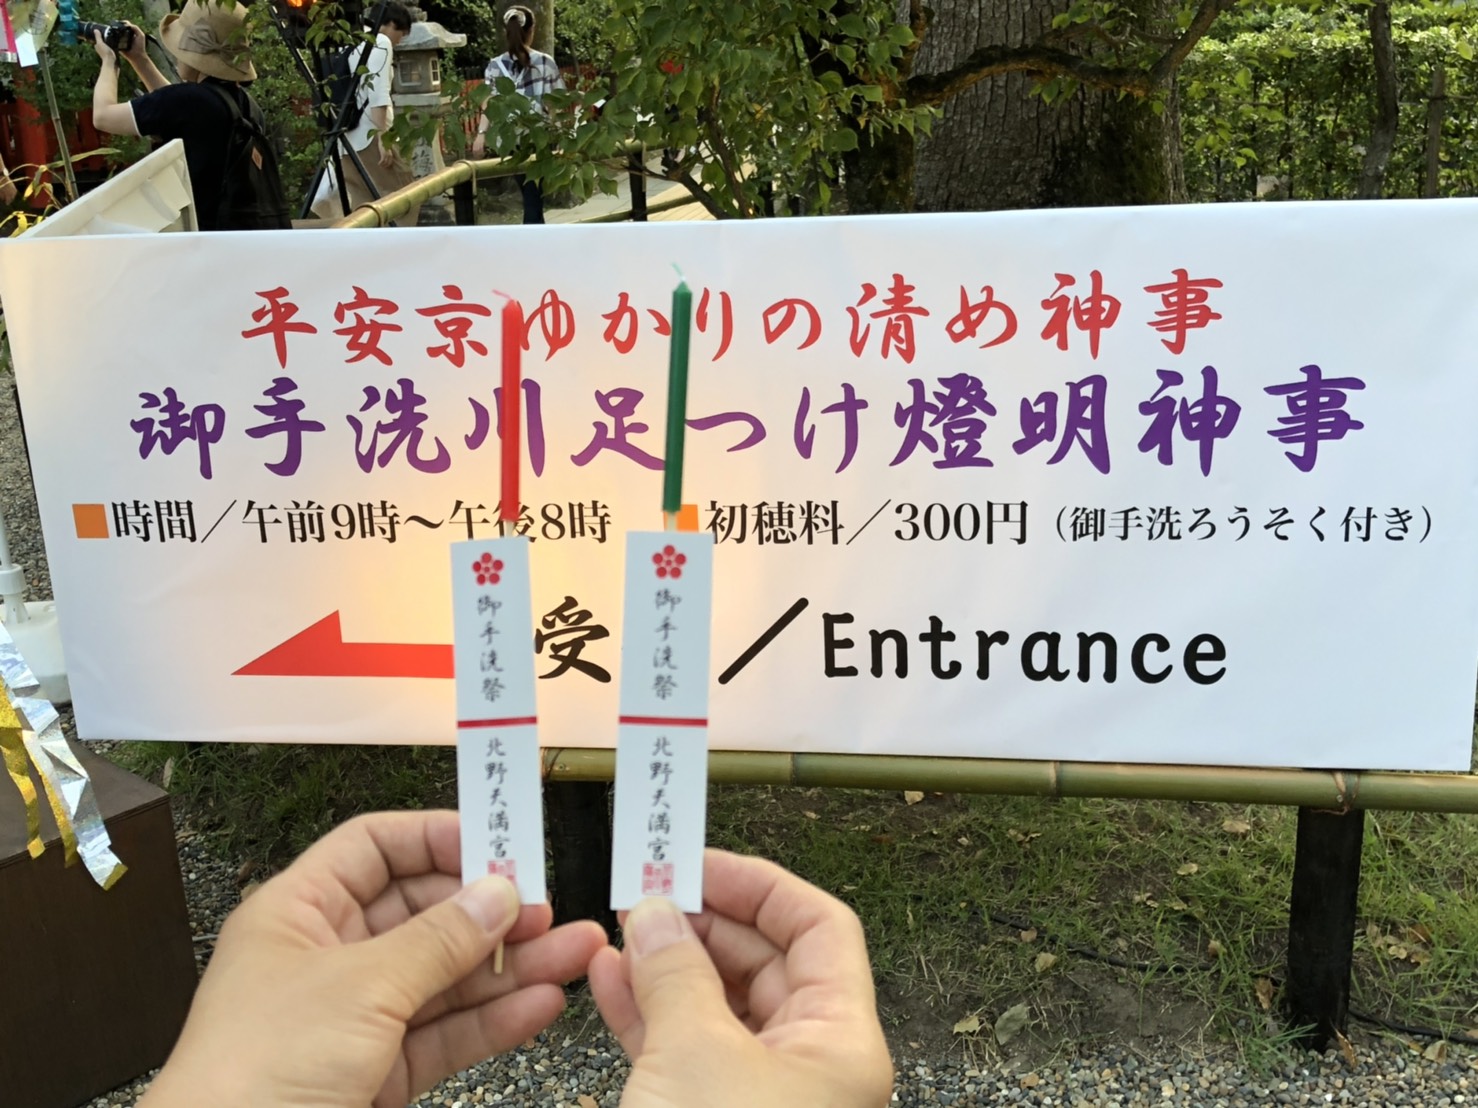 平安京ゆかりの清め神事
御手洗川足つけ燈明神事
■時間／午前9時～午後8時 ■初穂料／300円（御手洗ろうそく付き）
受 ／Entrance
御手洗祭
北野天満宮
御手洗祭
北野天満宮